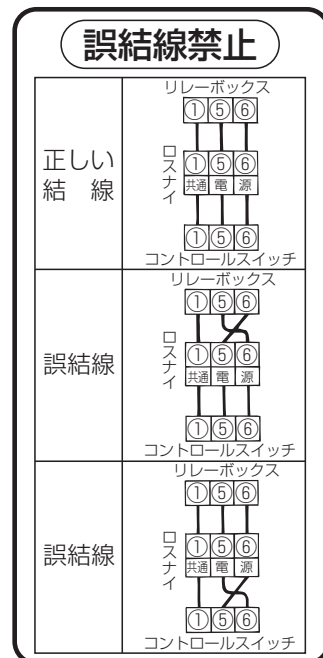 誤結線禁止
正しい
結　線
リレーボックス
①⑤⑥
ロスナイ
①⑤⑥
共通 電 源
①⑤⑥
コントロールスイッチ
誤結線
リレーボックス
①⑤⑥
ロスナイ
①⑤⑥
共通 電 源
①⑤⑥
コントロールスイッチ
誤結線
リレーボックス
①⑤⑥
ロスナイ
①⑤⑥
共通 電 源
①⑤⑥
コントロールスイッチ